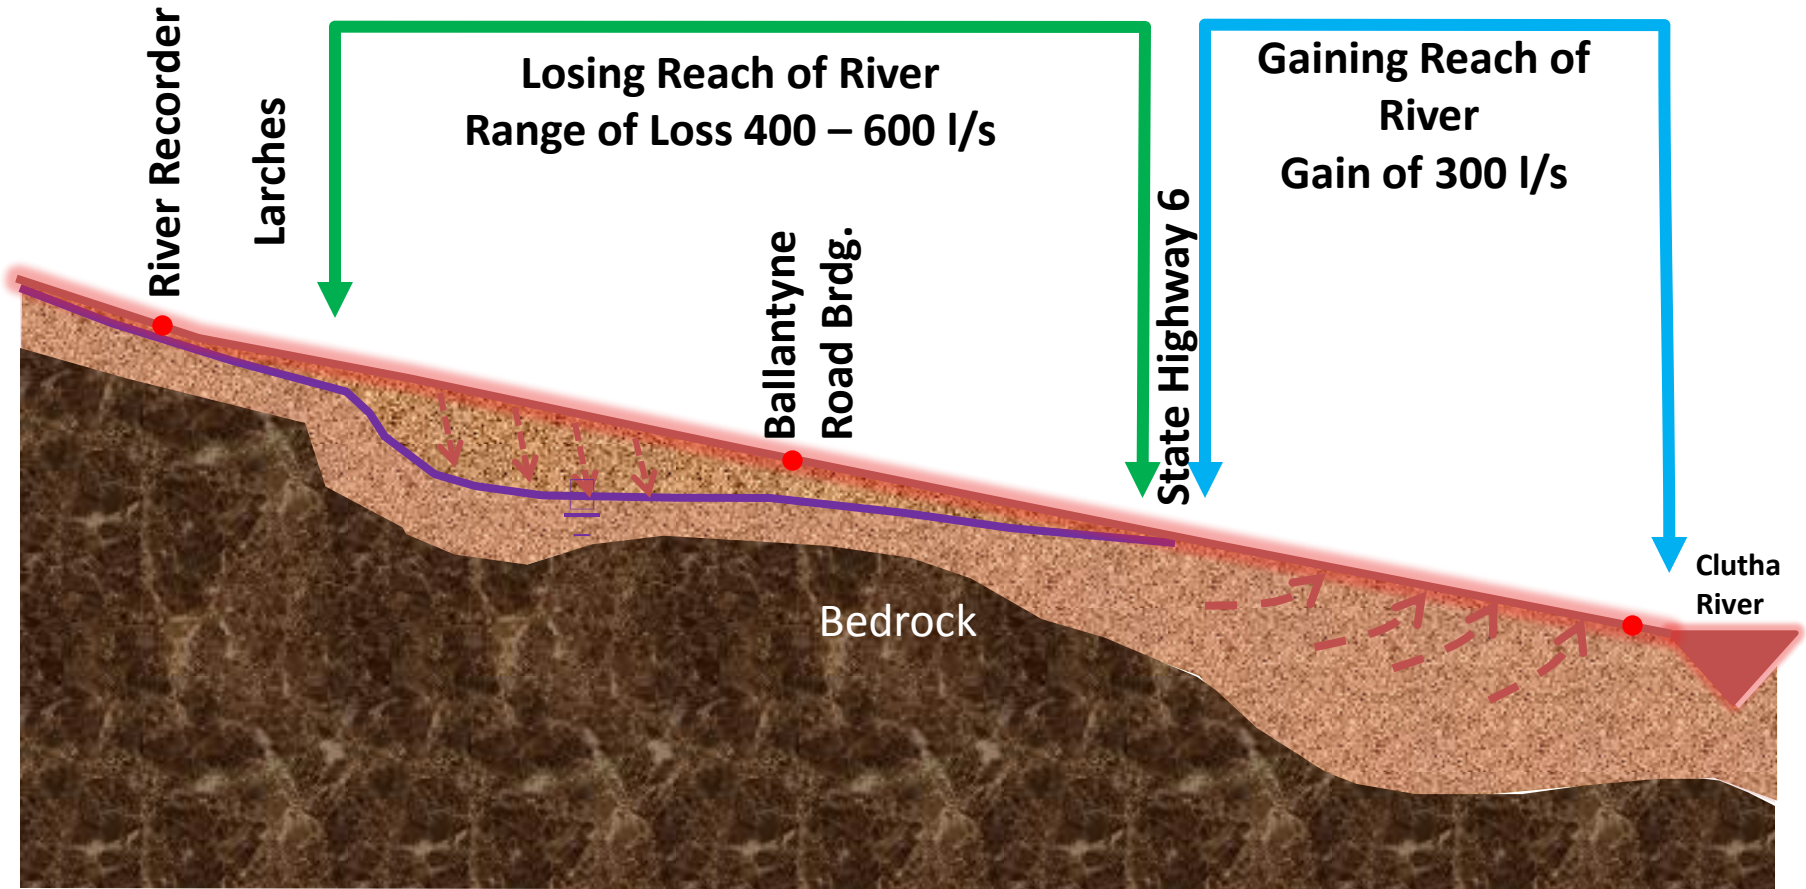 River Recorder
Larches
Losing Reach of River
Range of Loss 400 – 600 l/s
Ballantyne
Road Brdg.
State Highway 6
Gaining Reach of
River
Gain of 300 l/s
Clutha
River
Bedrock